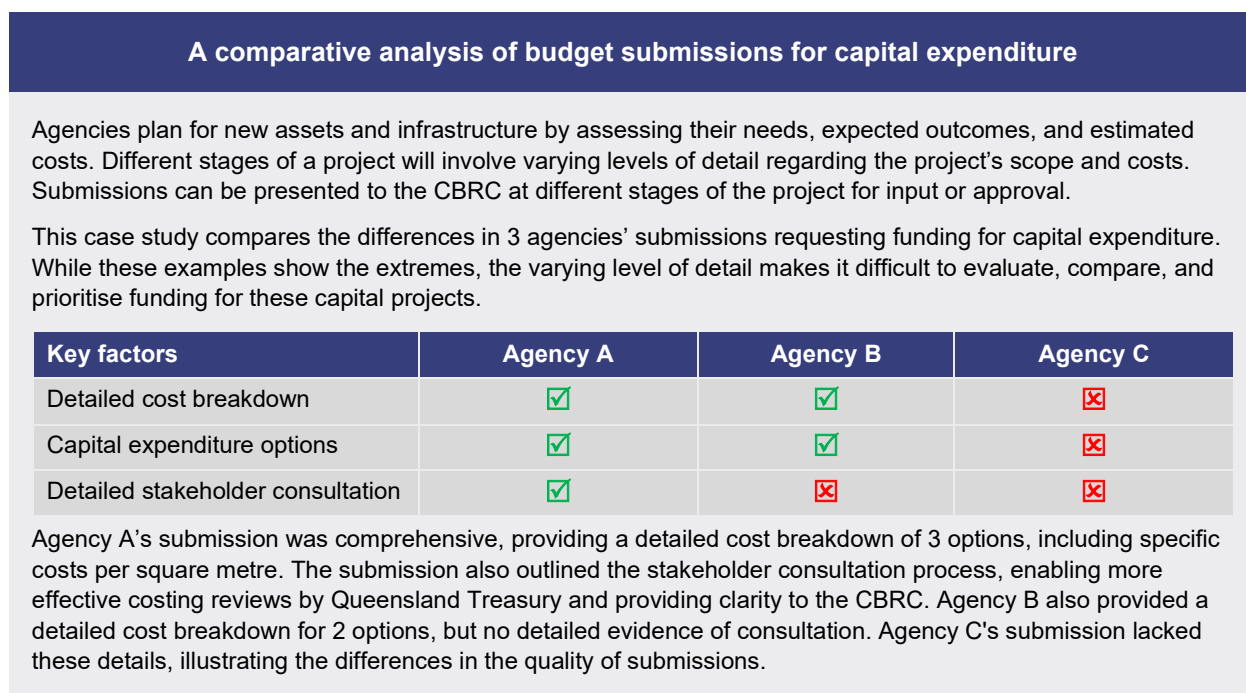 A comparative analysis of budget submissions for capital expenditure
Agencies plan for new assets and infrastructure by assessing their needs, expected outcomes, and estimated
costs. Different stages of a project will involve varying levels of detail regarding the project's scope and costs.
Submissions can be presented to the CBRC at different stages of the project for input or approval.
This case study compares the differences in 3 agencies' submissions requesting funding for capital expenditure.
While these examples show the extremes, the varying level of detail makes it difficult to evaluate, compare, and
prioritise funding for these capital projects.
Key factors Agency A Agency B Agency C
Detailed cost breakdown ☑ ☑ ☒
Capital expenditure options ☑ ☑ ☒
Detailed stakeholder consultation ☑ ☒ ☒
Agency A's submission was comprehensive, providing a detailed cost breakdown of 3 options, including specific
costs per square metre. The submission also outlined the stakeholder consultation process, enabling more
effective costing reviews by Queensland Treasury and providing clarity to the CBRC. Agency B also provided a
detailed cost breakdown for 2 options, but no detailed evidence of consultation. Agency C's submission lacked
these details, illustrating the differences in the quality of submissions.